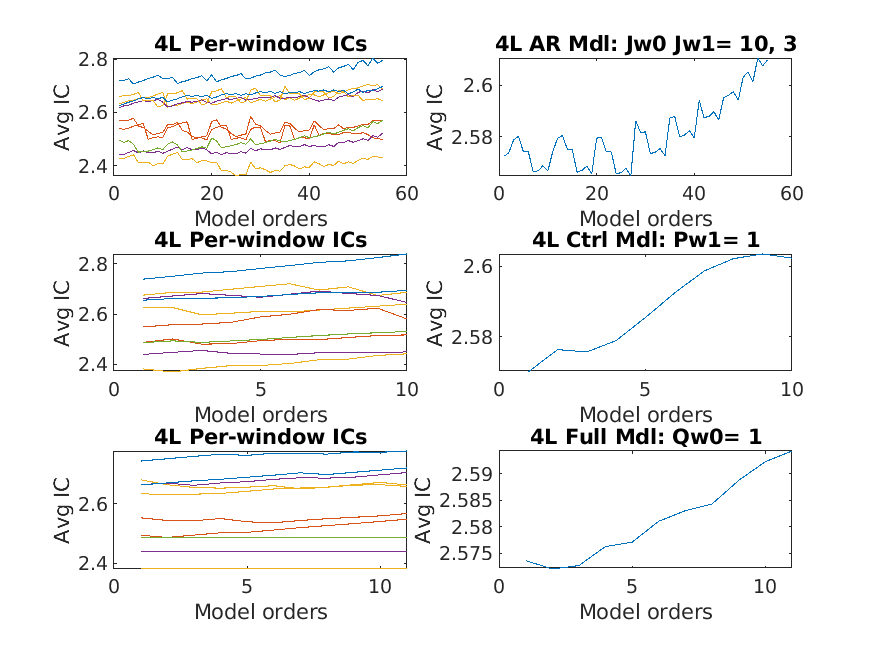 4L Per-window ICs
4L AR Mdl: Jw0 Jw1= 10, 3
2.8
2.6
2.4
Avg IC
0
20
40
60
Model orders
2.6
2.58
Avg IC
0
20
40
60
Model orders
4L Per-window ICs
4L Ctrl Mdl: Pw1= 1
2.8
2.6
2.4
Avg IC
0
5
10
Model orders
2.6
2.58
Avg IC
0
5
10
Model orders
4L Per-window ICs
4L Full Mdl: Qw0= 1
2.6
2.4
Avg IC
0
5
10
Model orders
2.59
2.585
2.58
2.575
Avg IC
0
5
10
Model orders